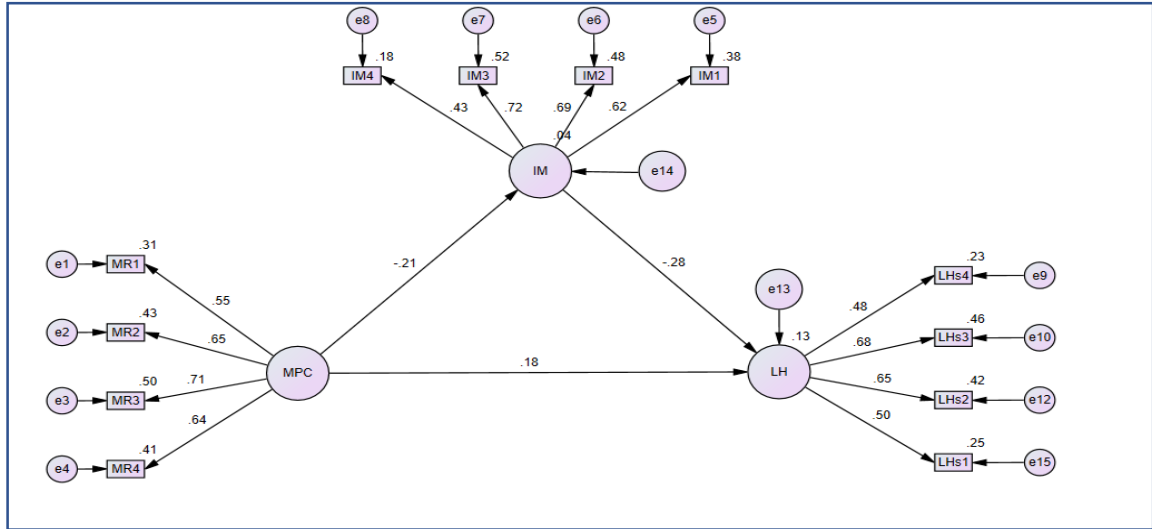 e8
e7
e6
e5
.18
.52
.48
.38
IM4
IM3
IM2
IM1
.43
.72
.69
.62
.04
IM
e14
.31
e1
MR1
-.21
-.28
.55
.43
e2
MR2
.65
.50
e3
MR3
.71
.64
.41
e4
MR4
MPC
.18
e13
.13
LH
.23
LHs4
e9
.48
.46
LHs3
e10
.68
.42
LHs2
e12
.65
.50
.25
LHs1
e15